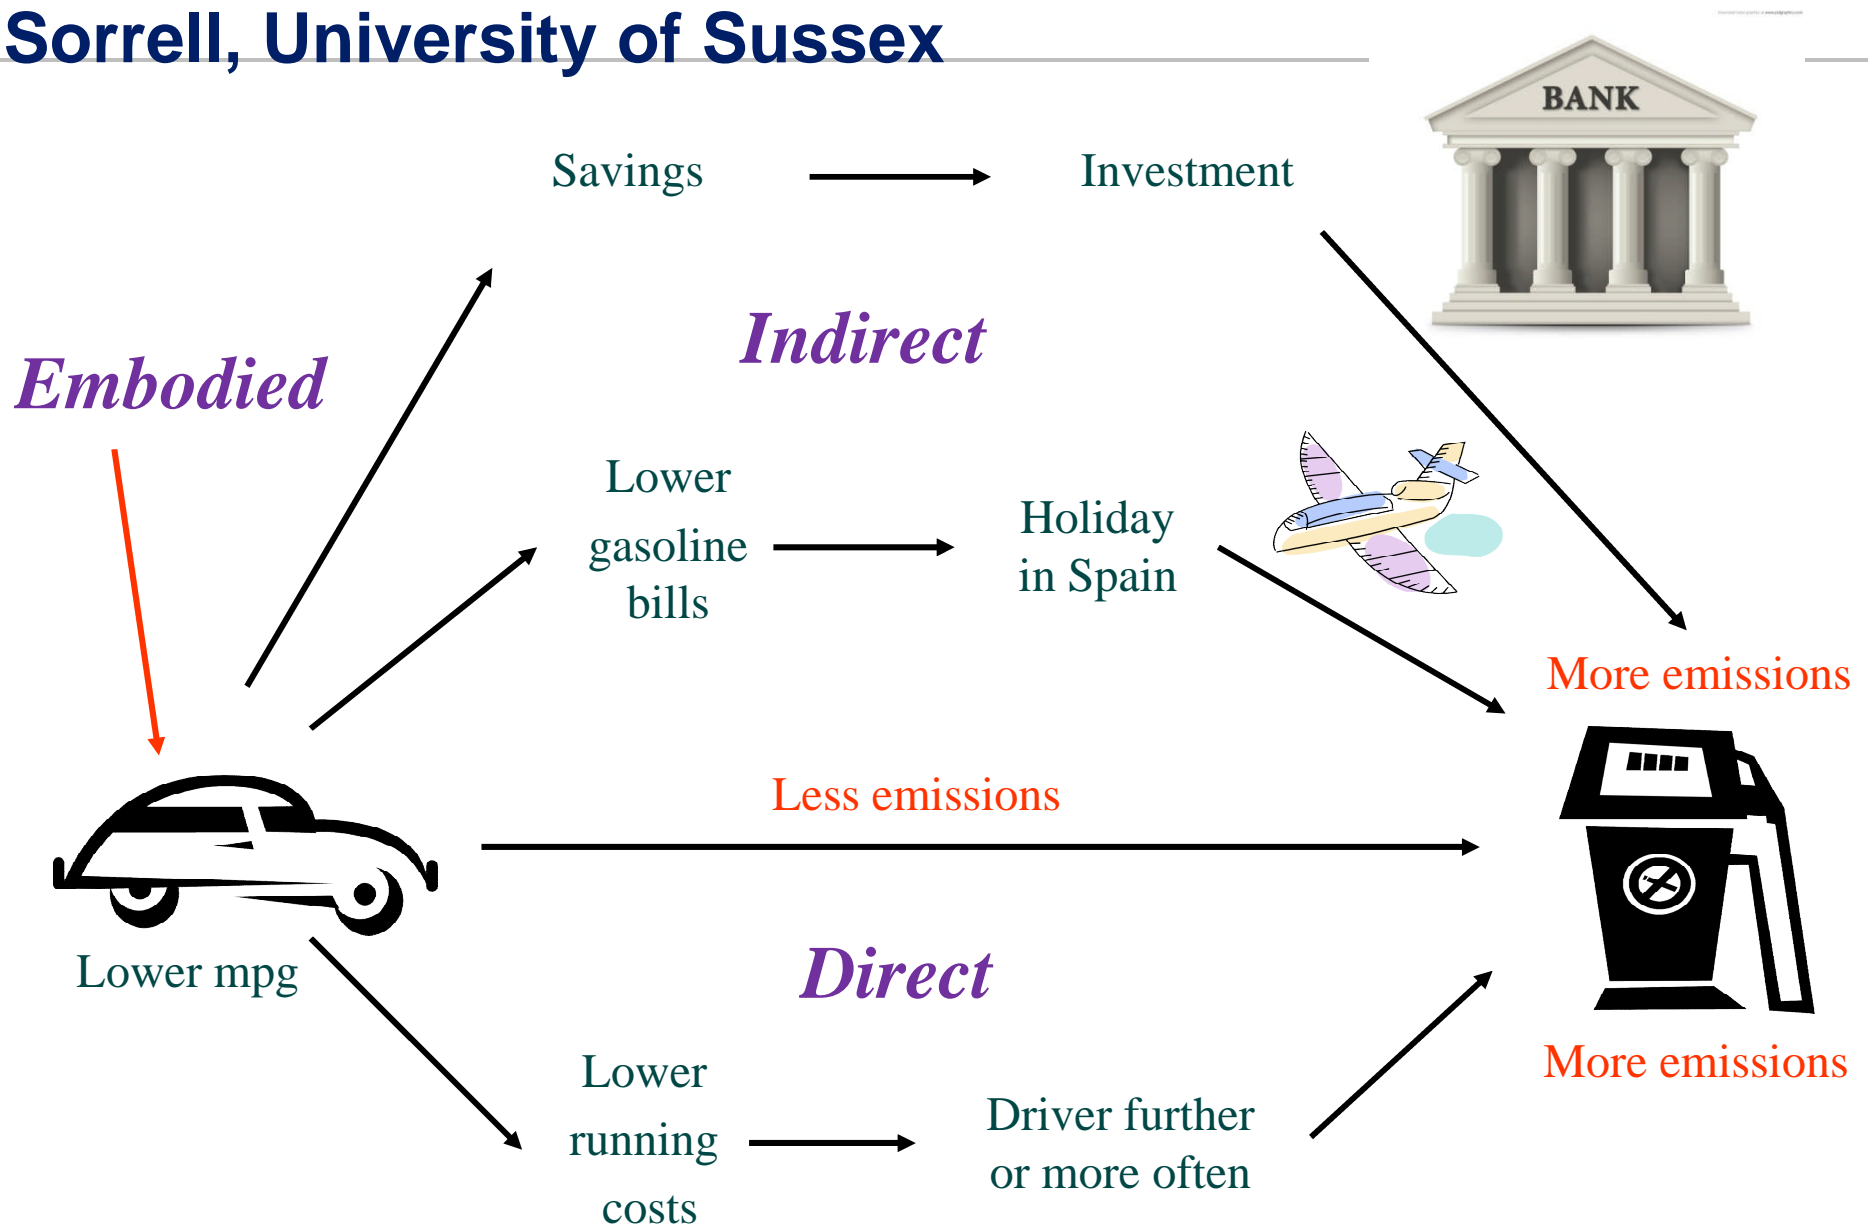 Sorrell, University of Sussex
BANK
Savings
Investment
Indirect
Embodied
Lower
gasoline
bills
Holiday
in Spain
More emissions
Less emissions
Lower mpg
Direct
More emissions
Lower
running
costs
Driver further
or more often